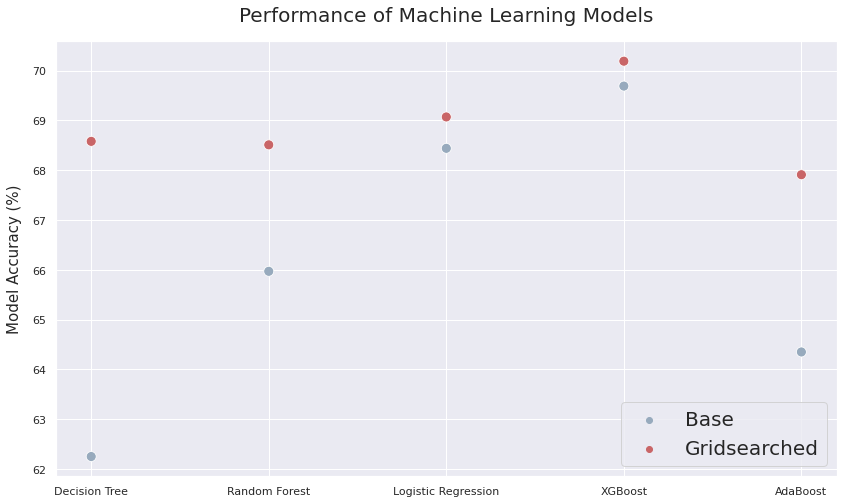 Performance of Machine Learning Models
Model Accuracy (%)
70
69
68
67
66
65
64
63
62
Decision Tree
Random Forest
Logistic Regression
XGBoost
AdaBoost
Base
Gridsearched